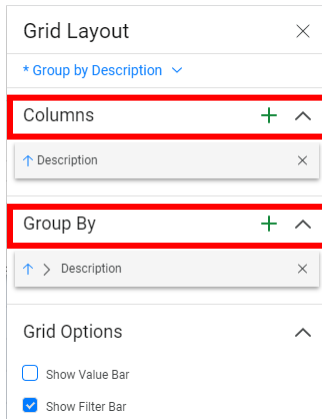 Grid Layout
* Group by Description
Columns
Description
Group By
Description
Grid Options
Show Value Bar
Show Filter Bar